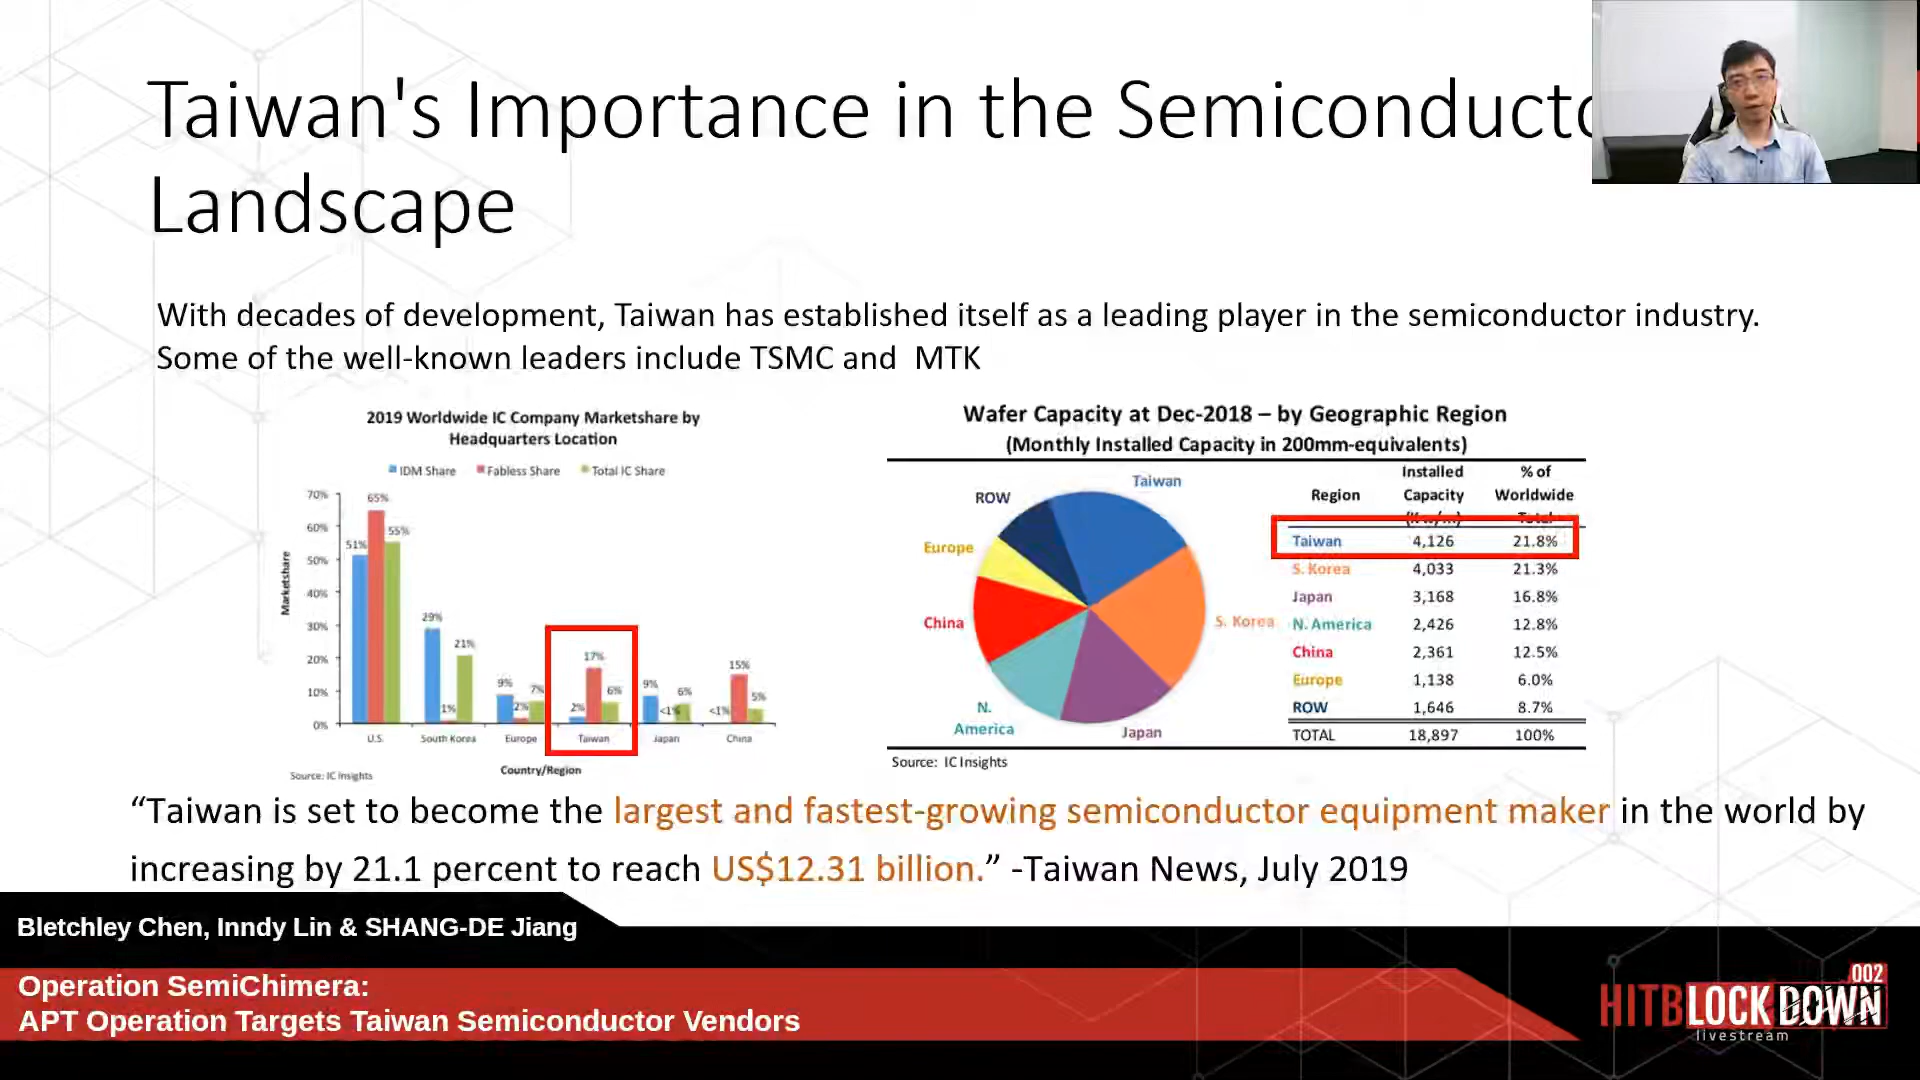 Taiwan's Importance in the Semiconducto
Landscape
With decades of development, Taiwan has established itself as a leading player in the semiconductor industry.
Some of the well-known leaders include TSMC and MTK
2019 Worldwide IC Company Marketshare by
Headquarters Location
IDM Share Fabless Share Total IC Share
Marketshare
70%
60%
50%
40%
30%
20%
10%
0%
51% 65% 55%
29% 1% 21%
9% 2% 7%
2% 17% 6%
9% <1% 6%
<1% 15% 5%
U.S. South Korea Europe Taiwan Japan China
Country/Region
Source: IC Insights
Wafer Capacity at Dec-2018 – by Geographic Region
(Monthly Installed Capacity in 200mm-equivalents)
Taiwan
ROW
Europe
China
S. Korea
N.
America
Japan
Installed % of
Region Capacity Worldwide
(K w/m) Total
Taiwan 4,126 21.8%
S. Korea 4,033 21.3%
Japan 3,168 16.8%
N. America 2,426 12.8%
China 2,361 12.5%
Europe 1,138 6.0%
ROW 1,646 8.7%
TOTAL 18,897 100%
Source: IC Insights
“Taiwan is set to become the largest and fastest-growing semiconductor equipment maker in the world by
increasing by 21.1 percent to reach US$12.31 billion.” -Taiwan News, July 2019
Bletchley Chen, Inndy Lin & SHANG-DE Jiang
Operation SemiChimera:
APT Operation Targets Taiwan Semiconductor Vendors
002
HITBLOCKDOWN
livestream